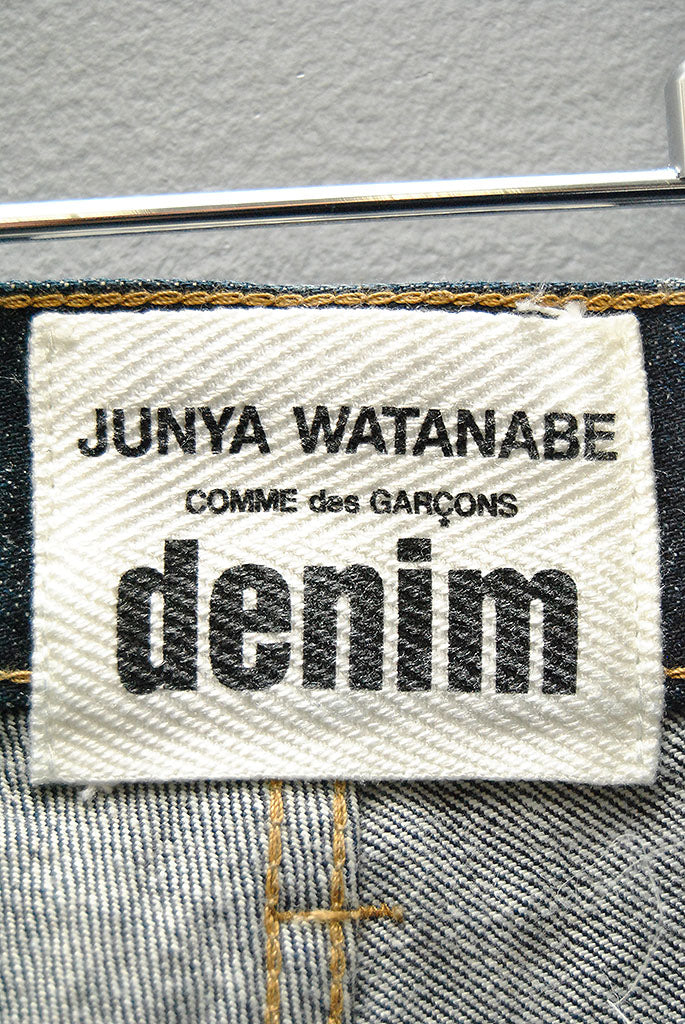 JUNYA WATANABE
COMME des GARÇONS
denim